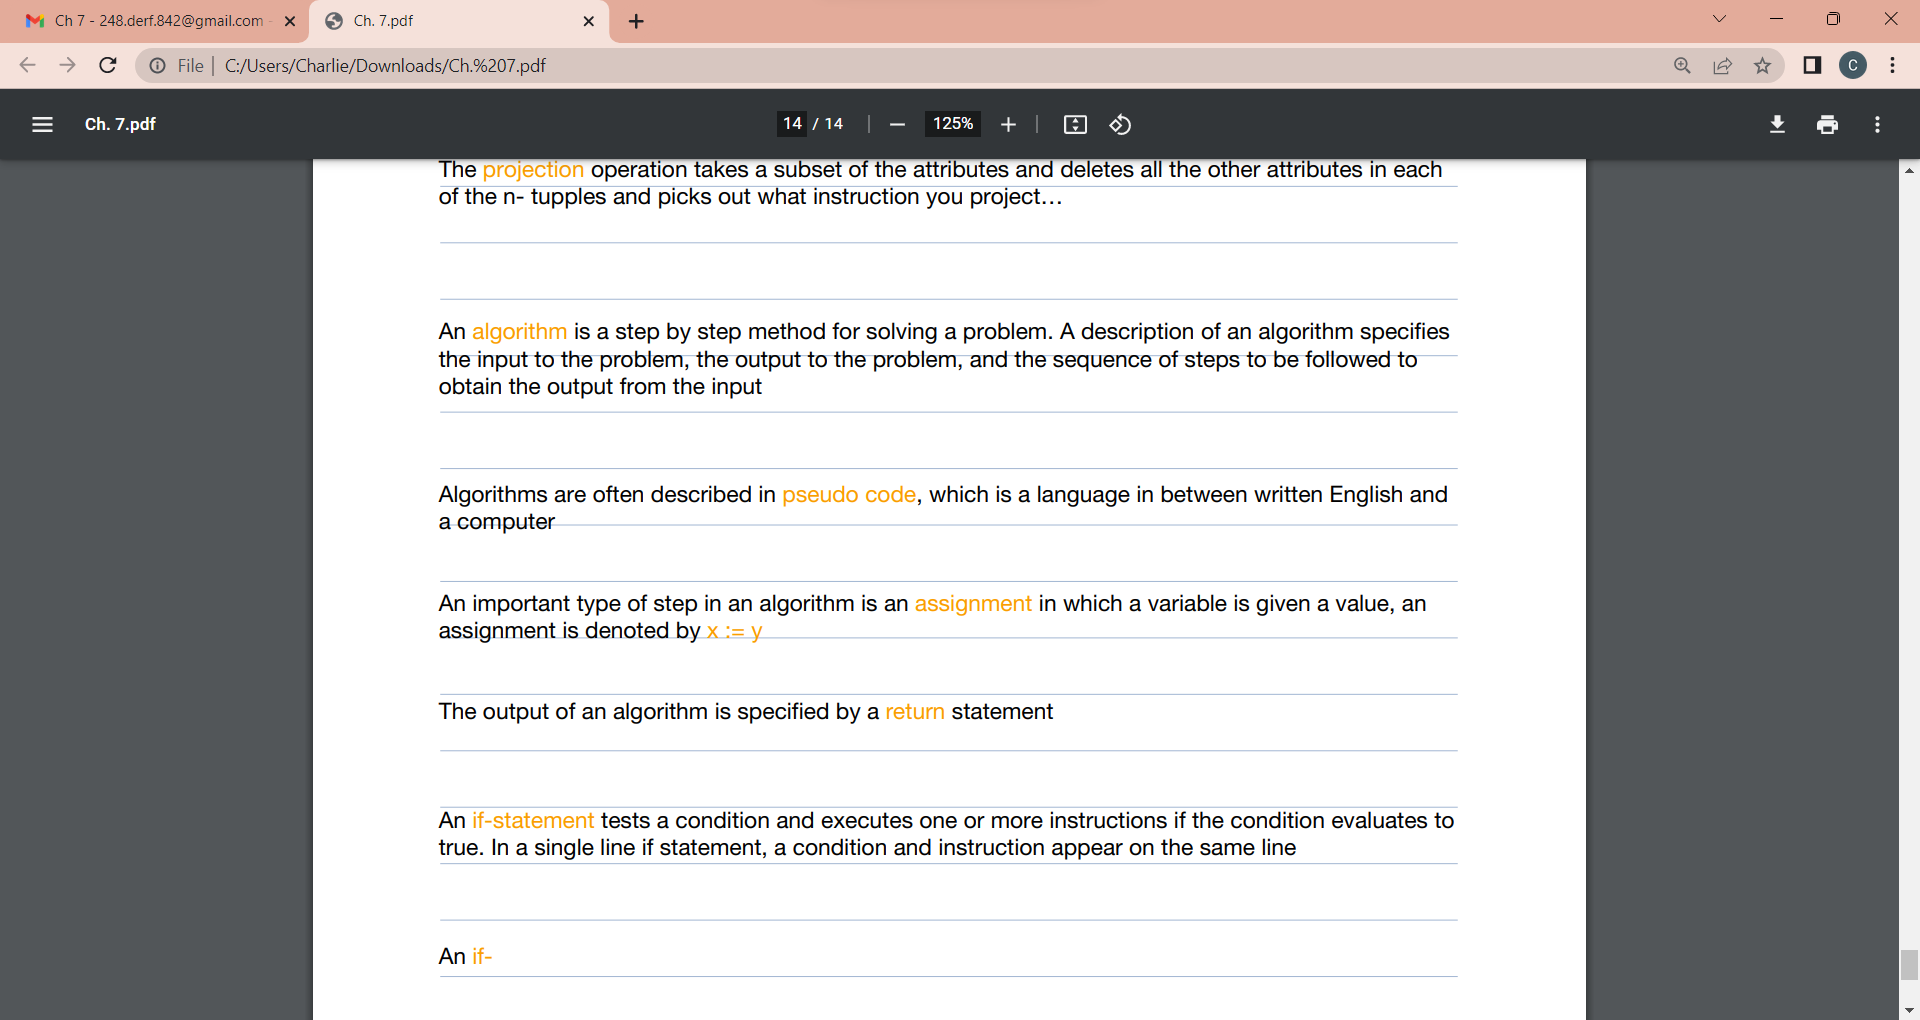 Ch 7 - 248.derf.842@gmail.com -
Ch. 7.pdf
File | C:/Users/Charlie/Downloads/Ch.%207.pdf
C
Ch. 7.pdf
14 / 14 | − 125% + |
The projection operation takes a subset of the attributes and deletes all the other attributes in each
of the n- tupples and picks out what instruction you project...
An algorithm is a step by step method for solving a problem. A description of an algorithm specifies
the input to the problem, the output to the problem, and the sequence of steps to be followed to
obtain the output from the input
Algorithms are often described in pseudo code, which is a language in between written English and
a computer
An important type of step in an algorithm is an assignment in which a variable is given a value, an
assignment is denoted by x := y
The output of an algorithm is specified by a return statement
An if-statement tests a condition and executes one or more instructions if the condition evaluates to
true. In a single line if statement, a condition and instruction appear on the same line
An if-